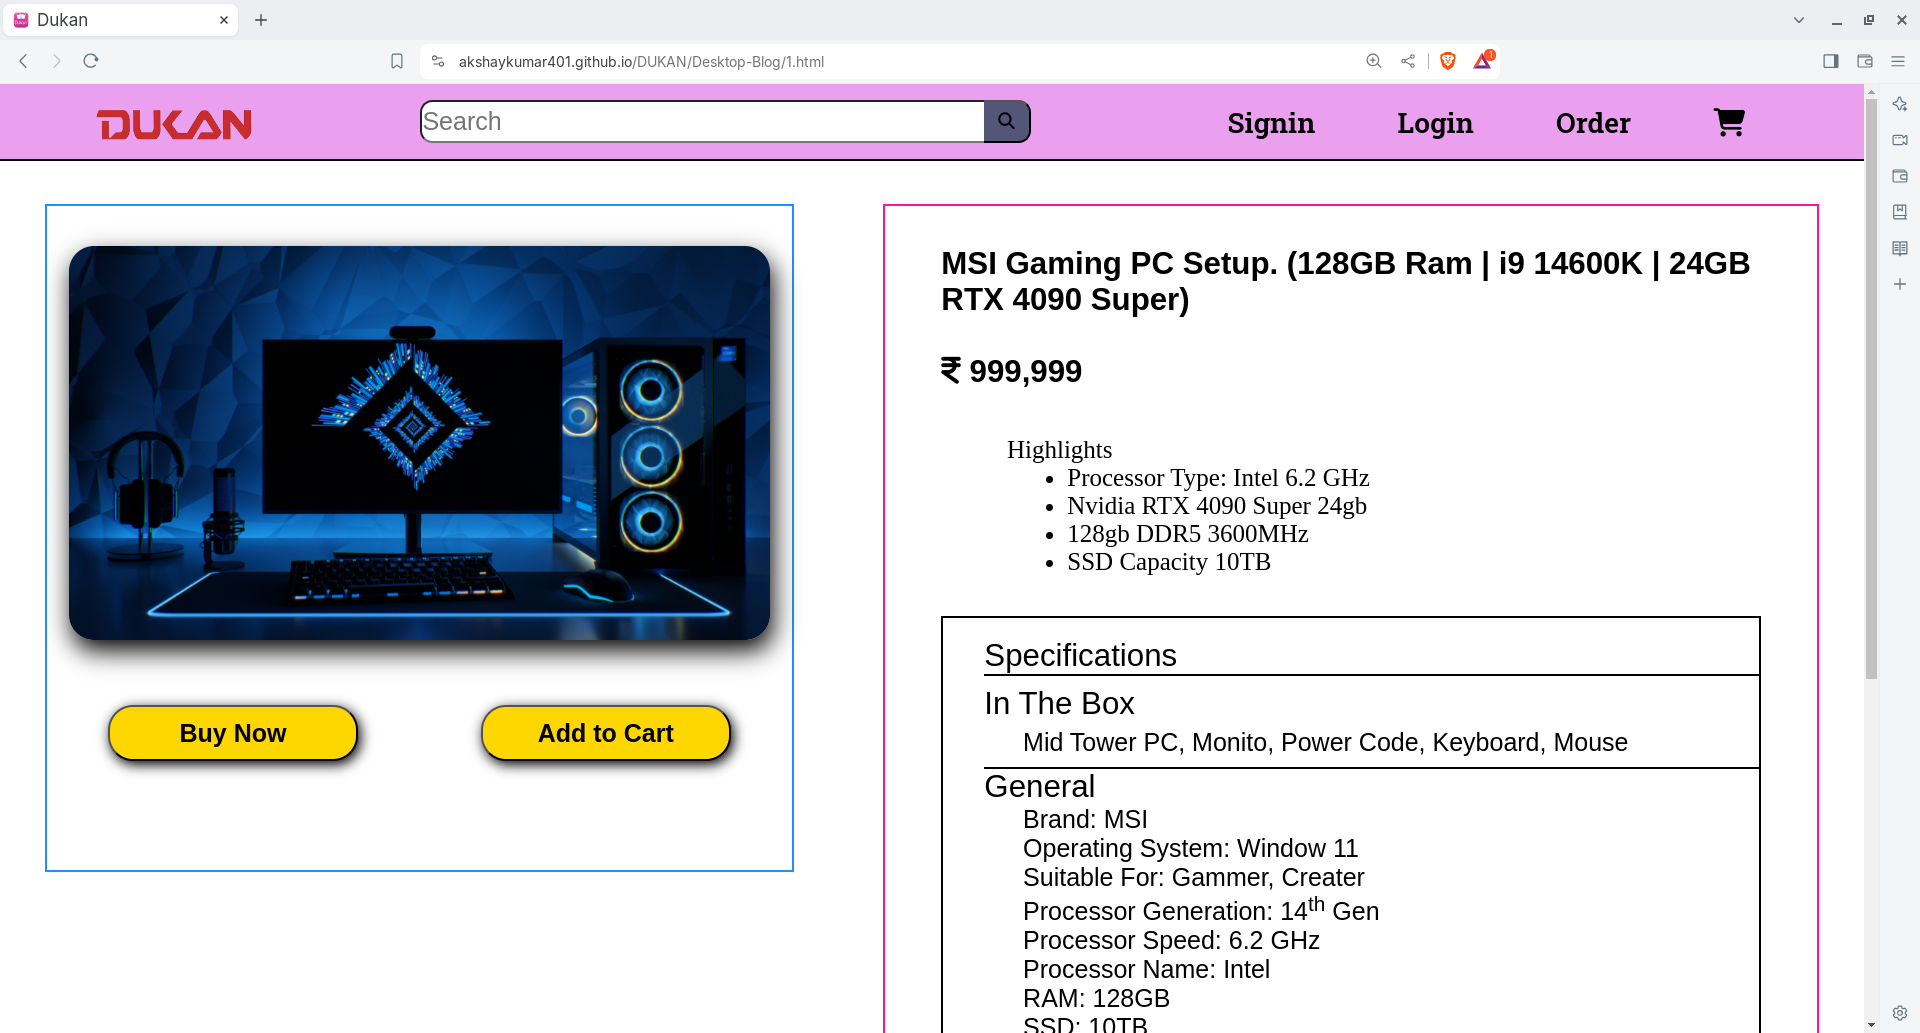 Dukan
akshaykumar401.github.io/DUKAN/Desktop-Blog/1.html
1
DUKAN
Search
Signin
Login
Order
MSI Gaming PC Setup. (128GB Ram | i9 14600K | 24GB
RTX 4090 Super)
₹ 999,999
Highlights
• Processor Type: Intel 6.2 GHz
• Nvidia RTX 4090 Super 24gb
• 128gb DDR5 3600MHz
• SSD Capacity 10TB
Buy Now
Add to Cart
Specifications
In The Box
Mid Tower PC, Monito, Power Code, Keyboard, Mouse
General
Brand: MSI
Operating System: Window 11
Suitable For: Gammer, Creater
Processor Generation: 14th Gen
Processor Speed: 6.2 GHz
Processor Name: Intel
RAM: 128GB
SSD: 10TB